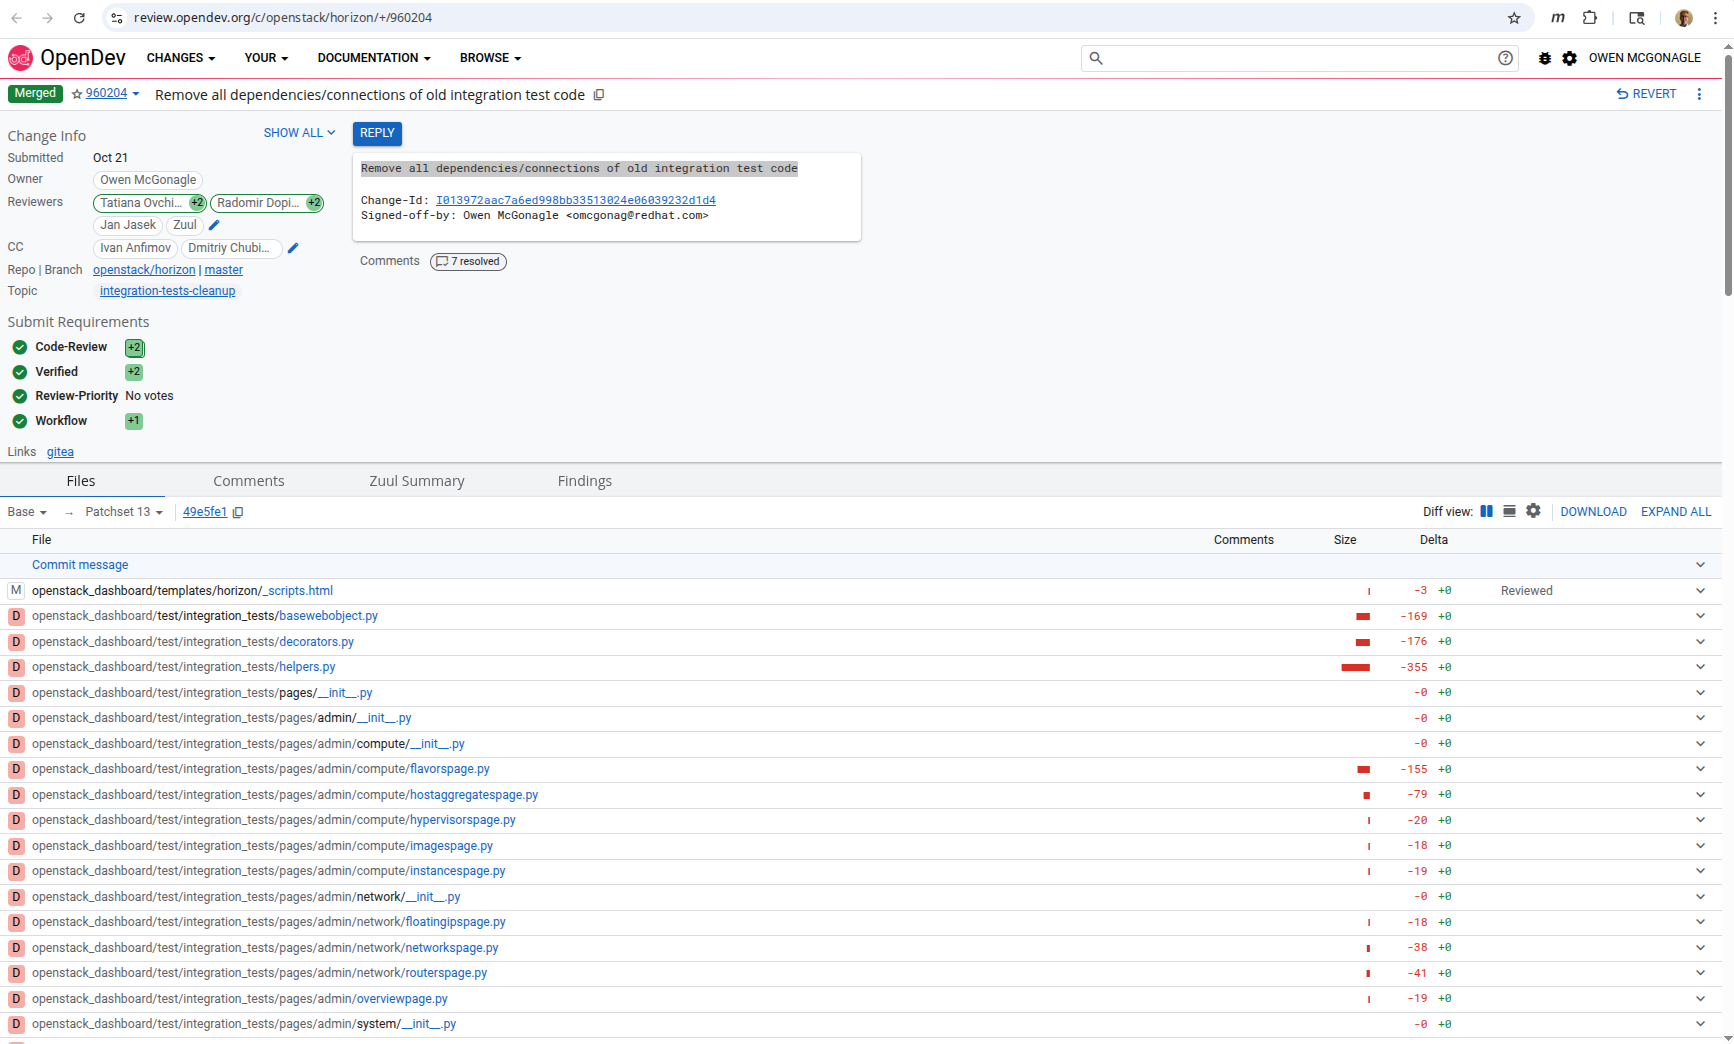 review.opendev.org/c/openstack/horizon/+/960204
OpenDev CHANGES YOUR DOCUMENTATION BROWSE OWEN MCGONAGLE
Merged 960204 Remove all dependencies/connections of old integration test code REVERT
Change Info SHOW ALL REPLY
Submitted Oct 21
Owner Owen McGonagle
Reviewers Tatiana Ovchi... +2 Radomir Dopi... +2
Jan Jasek Zuul
CC Ivan Anfimov Dmitriy Chubi...
Repo | Branch openstack/horizon | master
Topic integration-tests-cleanup
Remove all dependencies/connections of old integration test code
Change-Id: I013972aac7a6ed998bb33513024e06039232d1d4
Signed-off-by: Owen McGonagle <omcgonag@redhat.com>
Comments 7 resolved
Submit Requirements
Code-Review +2
Verified +2
Review-Priority No votes
Workflow +1
Links gitea
Files Comments Zuul Summary Findings
Base → Patchset 13 49e5fe1 Diff view: DOWNLOAD EXPAND ALL
File Comments Size Delta
Commit message
M openstack_dashboard/templates/horizon/_scripts.html -3 +0 Reviewed
D openstack_dashboard/test/integration_tests/basewebobject.py -169 +0
D openstack_dashboard/test/integration_tests/decorators.py -176 +0
D openstack_dashboard/test/integration_tests/helpers.py -355 +0
D openstack_dashboard/test/integration_tests/pages/__init__.py -0 +0
D openstack_dashboard/test/integration_tests/pages/admin/__init__.py -0 +0
D openstack_dashboard/test/integration_tests/pages/admin/compute/__init__.py -0 +0
D openstack_dashboard/test/integration_tests/pages/admin/compute/flavorspage.py -155 +0
D openstack_dashboard/test/integration_tests/pages/admin/compute/hostaggregatespage.py -79 +0
D openstack_dashboard/test/integration_tests/pages/admin/compute/hypervisorspage.py -20 +0
D openstack_dashboard/test/integration_tests/pages/admin/compute/imagespage.py -18 +0
D openstack_dashboard/test/integration_tests/pages/admin/compute/instancespage.py -19 +0
D openstack_dashboard/test/integration_tests/pages/admin/network/__init__.py -0 +0
D openstack_dashboard/test/integration_tests/pages/admin/network/floatingipspage.py -18 +0
D openstack_dashboard/test/integration_tests/pages/admin/network/networkspage.py -38 +0
D openstack_dashboard/test/integration_tests/pages/admin/network/routerspage.py -41 +0
D openstack_dashboard/test/integration_tests/pages/admin/overviewpage.py -19 +0
D openstack_dashboard/test/integration_tests/pages/admin/system/__init__.py -0 +0